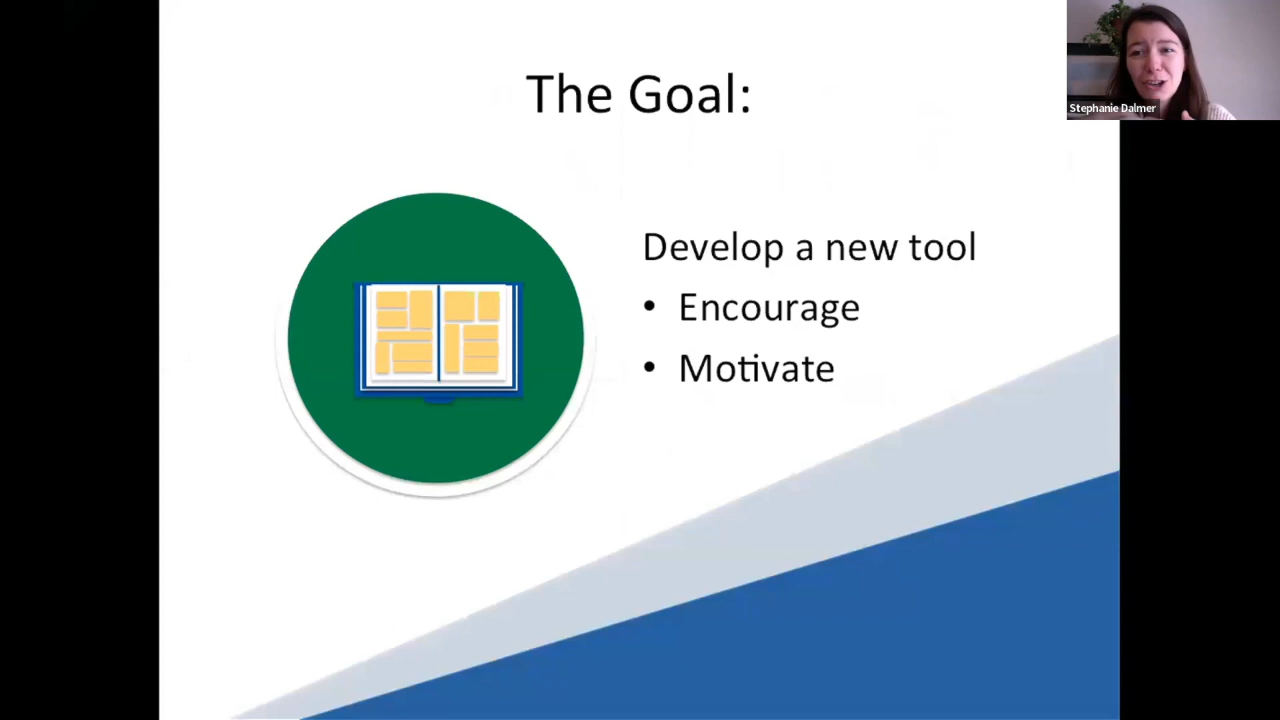 The Goal:
Stephanie Dalmer
Develop a new tool
• Encourage
• Motivate